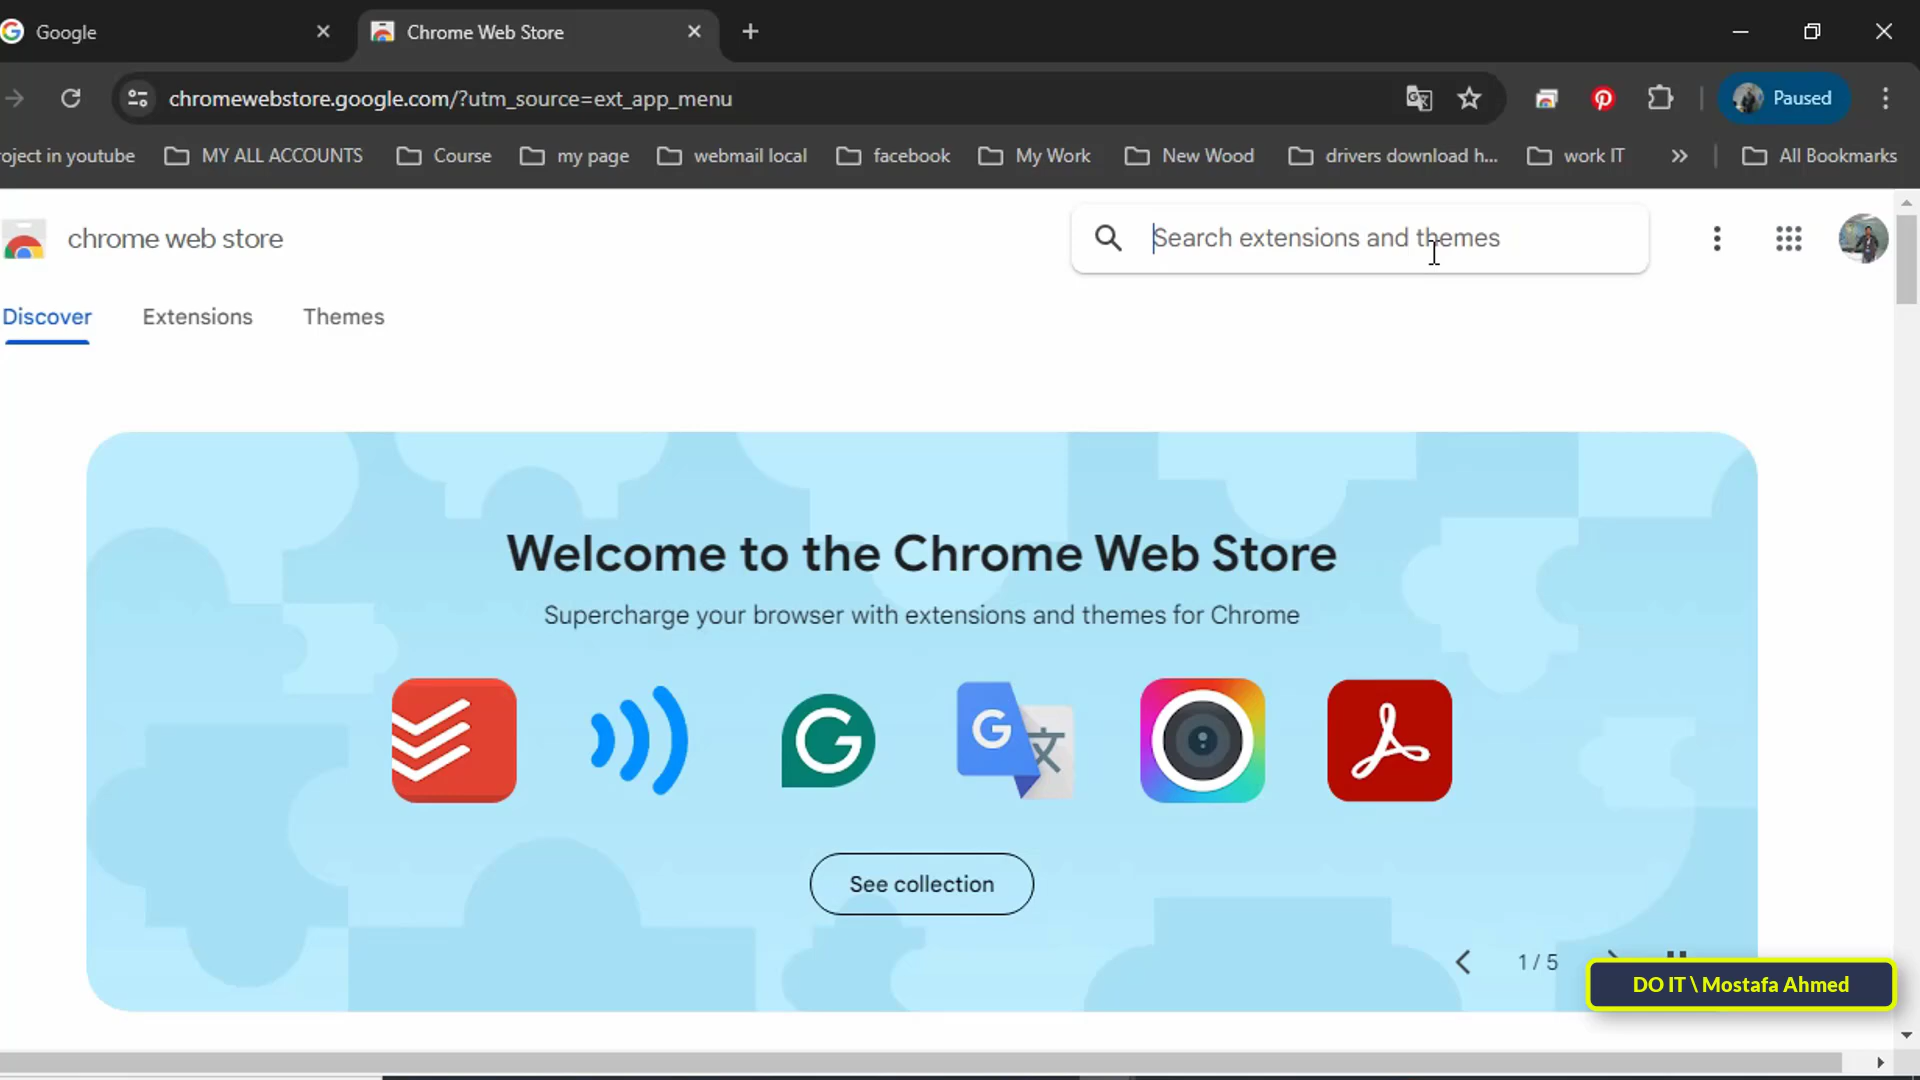 Google
Chrome Web Store
chromewebstore.google.com/?utm_source=ext_app_menu
Paused
oject in youtube
MY ALL ACCOUNTS
Course
my page
webmail local
facebook
My Work
New Wood
drivers download h...
work IT
All Bookmarks
chrome web store
Search extensions and themes
Discover
Extensions
Themes
Welcome to the Chrome Web Store
Supercharge your browser with extensions and themes for Chrome
See collection
1 / 5
DO IT \ Mostafa Ahmed